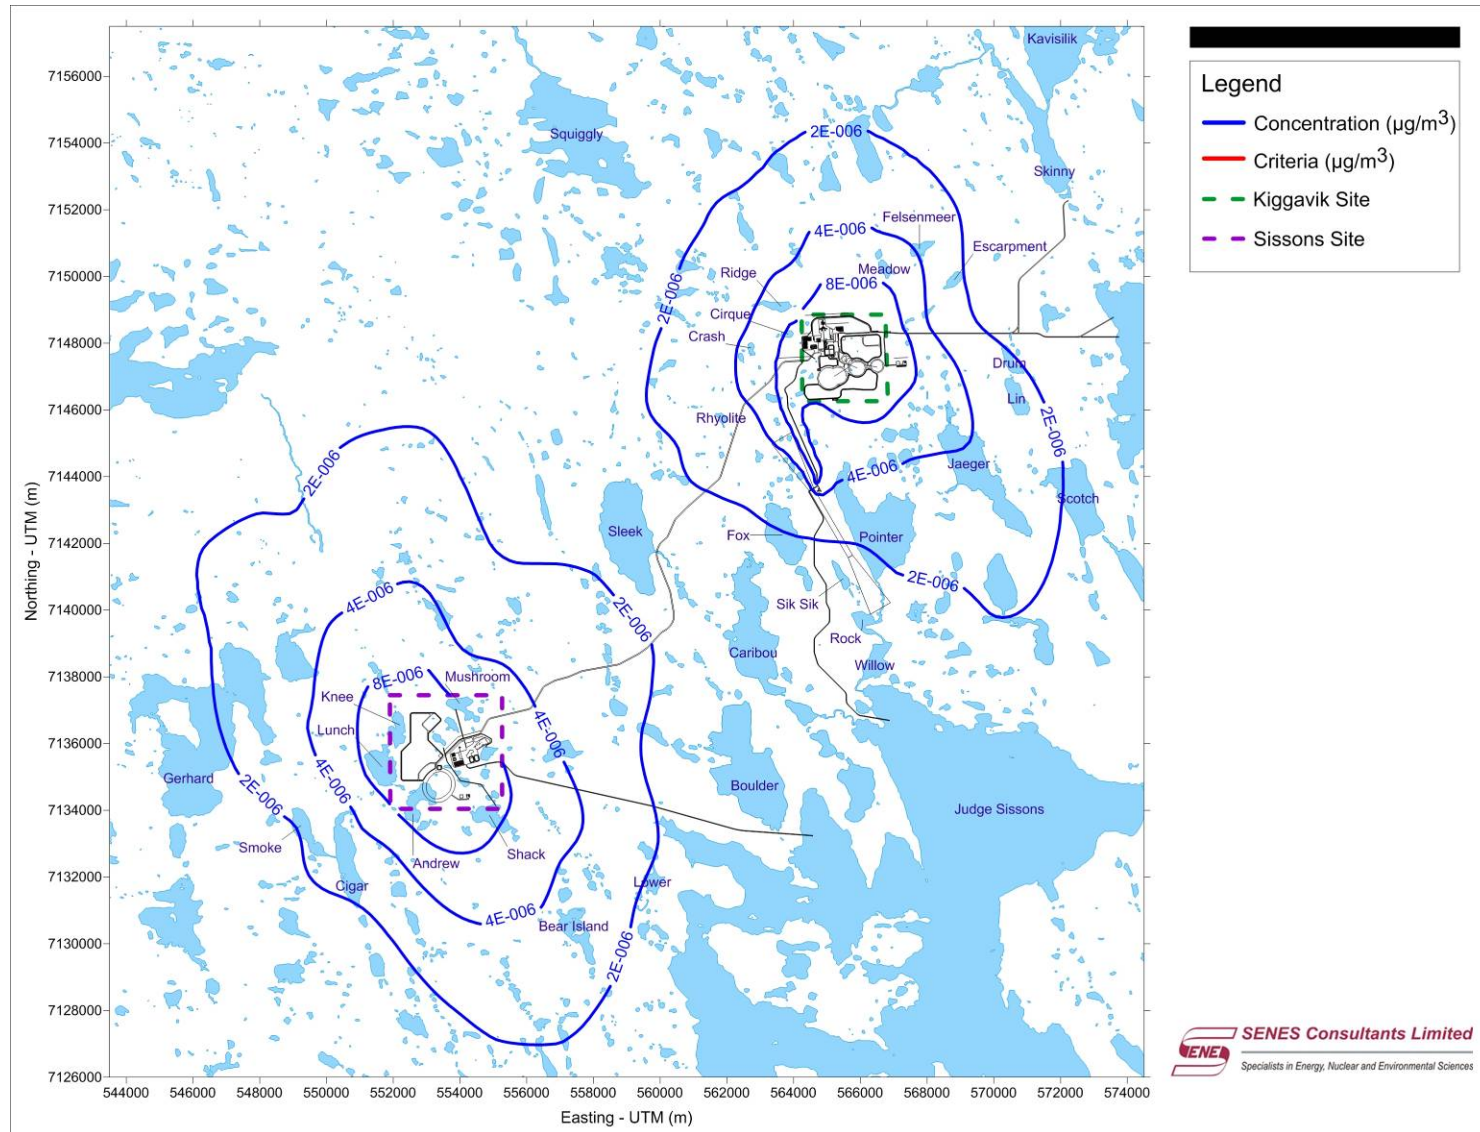 Kavisilik
7156000
Legend
Concentration (µg/m³)
Squiggly
2E-006
7154000
Criteria (µg/m³)
Skinny
Kiggavik Site
7152000
Felsenmeer
4E-006
Sissons Site
Escarpment
7150000
Ridge
Meadow
8E-006
2E-006
Cirque
Crash
7148000
Drum
Lin
7146000
Rhyolite
2E-006
2E-006
4E-006
Jaeger
7144000
Scotch
Sleek
Fox
Pointer
7142000
Northing - UTM (m)
4E-006
2E-006
Sik Sik
2E-006
7140000
Rock
Caribou
Willow
8E-006
Mushroom
7138000
Knee
Lunch
4E-006
7136000
Gerhard
2E-006
4E-006
Boulder
Judge Sissons
7134000
Smoke
Andrew
Shack
7132000
Cigar
Lower
4E-006
Bear Island
7130000
2E-006
7128000
SENES Consultants Limited
SENES
Specialists in Energy, Nuclear and Environmental Sciences
7126000
544000 546000 548000 550000 552000 554000 556000 558000 560000 562000 564000 566000 568000 570000 572000 574000
Easting - UTM (m)